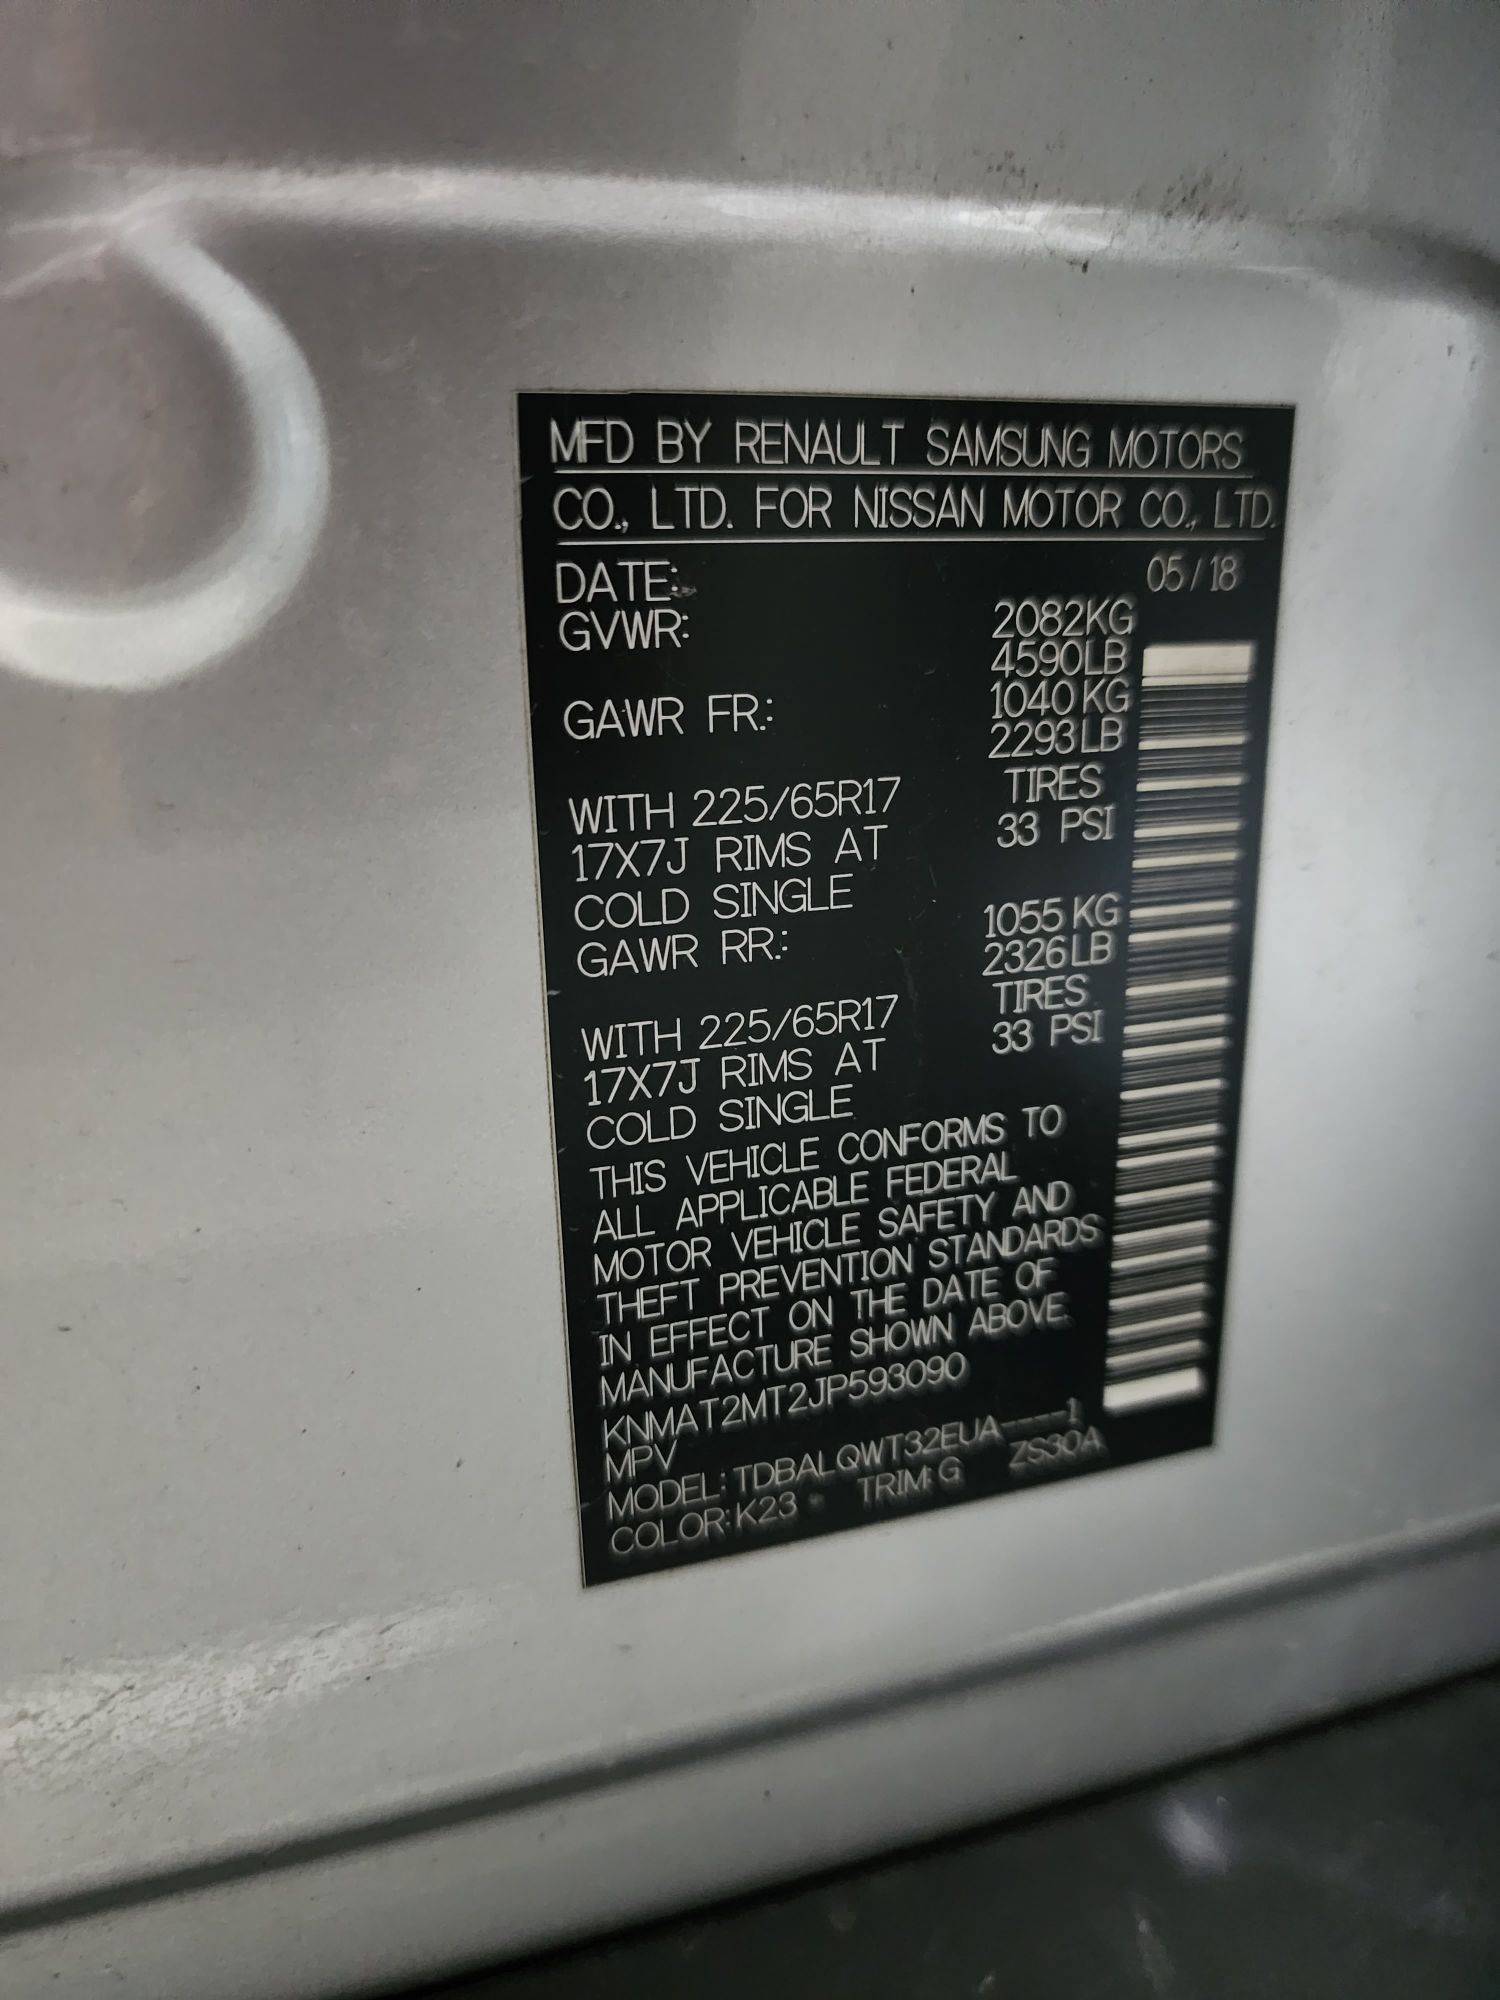 MFD BY RENAULT SAMSUNG MOTORS
CO., LTD. FOR NISSAN MOTOR CO., LTD.
DATE: 05/18
GVWR: 2082KG
4590LB
GAWR FR.: 1040KG
2293LB
WITH 225/65R17 TIRES
17X7J RIMS AT 33 PSI
COLD SINGLE
GAWR RR.: 1055KG
2326LB
WITH 225/65R17 TIRES
17X7J RIMS AT 33 PSI
COLD SINGLE
THIS VEHICLE CONFORMS TO
ALL APPLICABLE FEDERAL
MOTOR VEHICLE SAFETY AND
THEFT PREVENTION STANDARDS
IN EFFECT ON THE DATE OF
MANUFACTURE SHOWN ABOVE.
KNMAT2MT2JP593090
MPV
MODEL: TDBALQWT32EUA----1
COLOR:K23 TRIM:G ZS30A